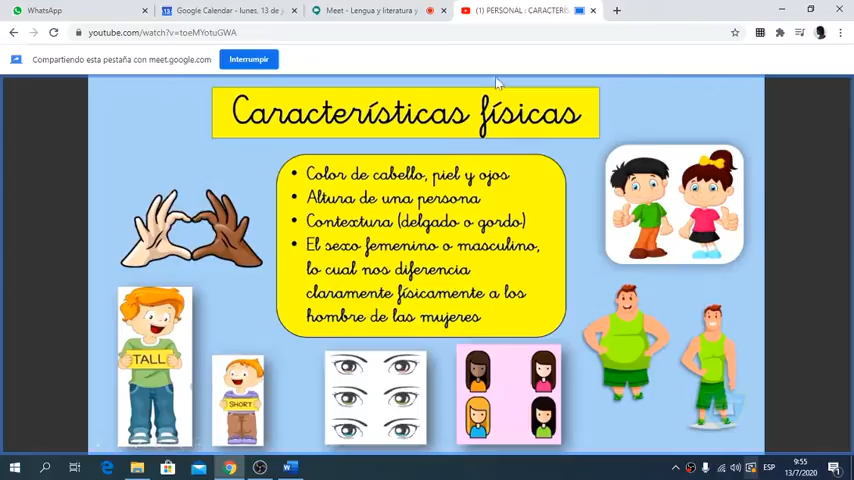 WhatsApp
Google Calendar - lunes, 13 de j
Meet - Lengua y literatura y
(1) PERSONAL : CARACTERÍS
youtube.com/watch?v=toeMYotuGWA
Compartiendo esta pestaña con meet.google.com
Interrumpir
Características físicas
• Color de cabello, piel y ojos
• Altura de una persona
• Contextura (delgado o gordo)
• El sexo femenino o masculino,
lo cual nos diferencia
claramente físicamente a los
hombre de las mujeres
TALL
SHORT
ESP
9:55
13/7/2020